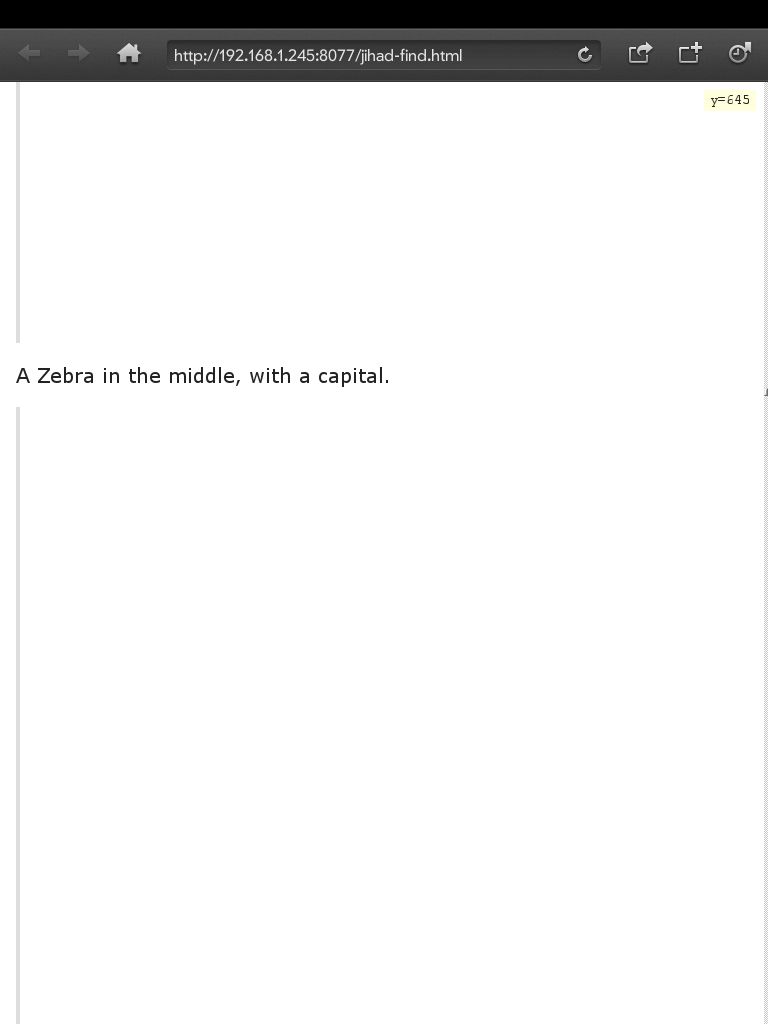 http://192.168.1.245:8077/jihad-find.html
y=645
A Zebra in the middle, with a capital.